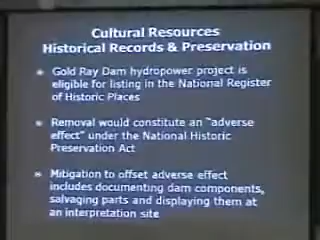 Cultural Resources
Historical Records & Preservation
Gold Ray Dam hydropower project is
eligible for listing in the National Register
of Historic Places
Removal would constitute an "adverse
effect" under the National Historic
Preservation Act
Mitigation to offset adverse effect
includes documenting dam components,
salvaging parts and displaying them at
an interpretation site